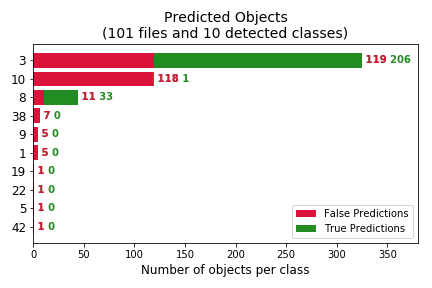 Predicted Objects
(101 files and 10 detected classes)
3 119 206
10 118 1
8 11 33
38 7 0
9 5 0
1 5 0
19 1 0
22 1 0
5 1 0
42 1 0
False Predictions
True Predictions
0 50 100 150 200 250 300 350
Number of objects per class